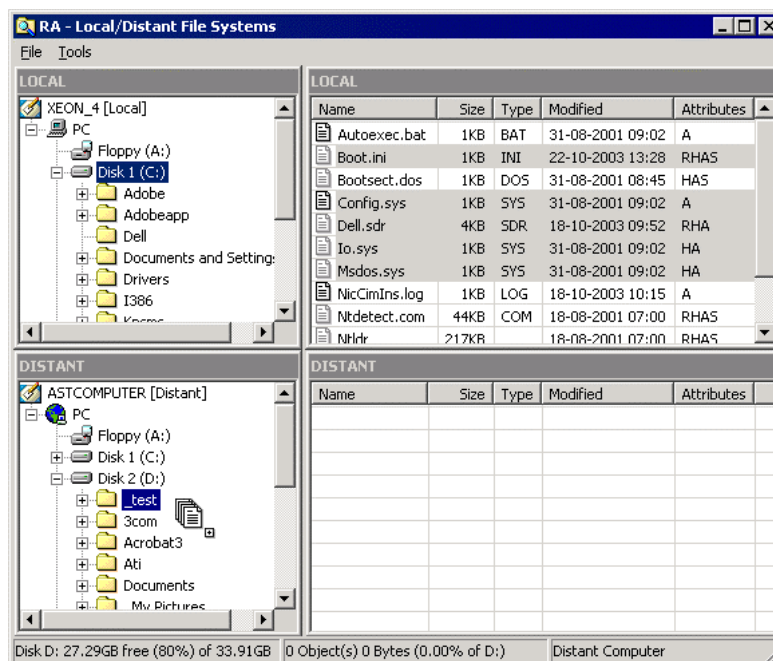 RA - Local/Distant File Systems
File Tools
LOCAL
XEON_4 [Local]
PC
Floppy (A:)
Disk 1 (C:)
Adobe
Adobeapp
Dell
Documents and Setting
Drivers
I386
LOCAL
Name Size Type Modified Attributes
Autoexec.bat 1KB BAT 31-08-2001 09:02 A
Boot.ini 1KB INI 22-10-2003 13:28 RHAS
Bootsect.dos 1KB DOS 31-08-2001 08:45 HAS
Config.sys 1KB SYS 31-08-2001 09:02 A
Dell.sdr 4KB SDR 18-10-2003 09:52 RHA
Io.sys 1KB SYS 31-08-2001 09:02 HA
Msdos.sys 1KB SYS 31-08-2001 09:02 HA
NicCimIns.log 1KB LOG 18-10-2003 10:15 A
Ntdetect.com 44KB COM 18-08-2001 07:00 RHAS
Ntldr 217KB 18-08-2001 07:00 RHAS
DISTANT
ASTCOMPUTER [Distant]
PC
Floppy (A:)
Disk 1 (C:)
Disk 2 (D:)
_test
3com
Acrobat3
Ati
Documents
My Pictures
DISTANT
Name Size Type Modified Attributes
Disk D: 27.29GB free (80%) of 33.91GB 0 Object(s) 0 Bytes (0.00% of D:) Distant Computer